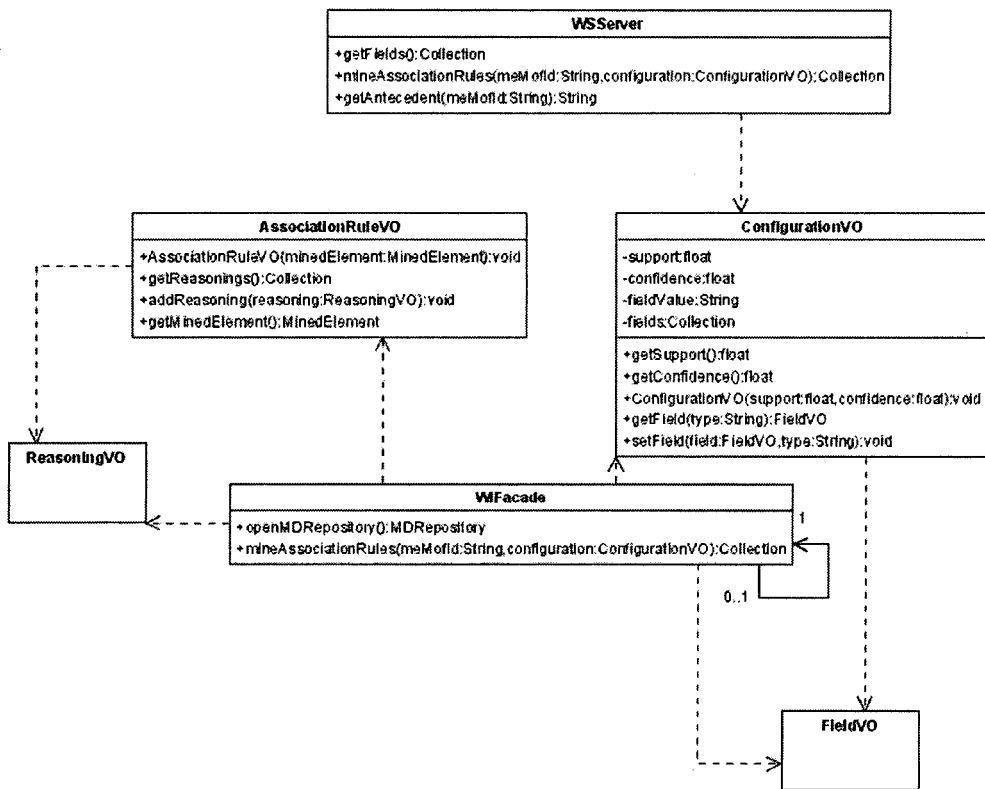 WSServer
+getFields():Collection
+mineAssociationRules(meMofId:String,configuration:ConfigurationVO):Collection
+getAntecedent(meMofId:String):String
AssociationRuleVO
+AssociationRuleVO(minedElement:MinedElement):void
+getReasonings():Collection
+addReasoning(reasoning:ReasoningVO):void
+getMinedElement():MinedElement
ConfigurationVO
-support:float
-confidence:float
-fieldValue:String
-fields:Collection
+getSupport():float
+getConfidence():float
+ConfigurationVO(support:float,confidence:float):void
+getField(type:String):FieldVO
+setField(field:FieldVO,type:String):void
ReasoningVO
WIFacade
+openMDRepository():MDRepository
+mineAssociationRules(meMofId:String,configuration:ConfigurationVO):Collection
1
0..1
FieldVO